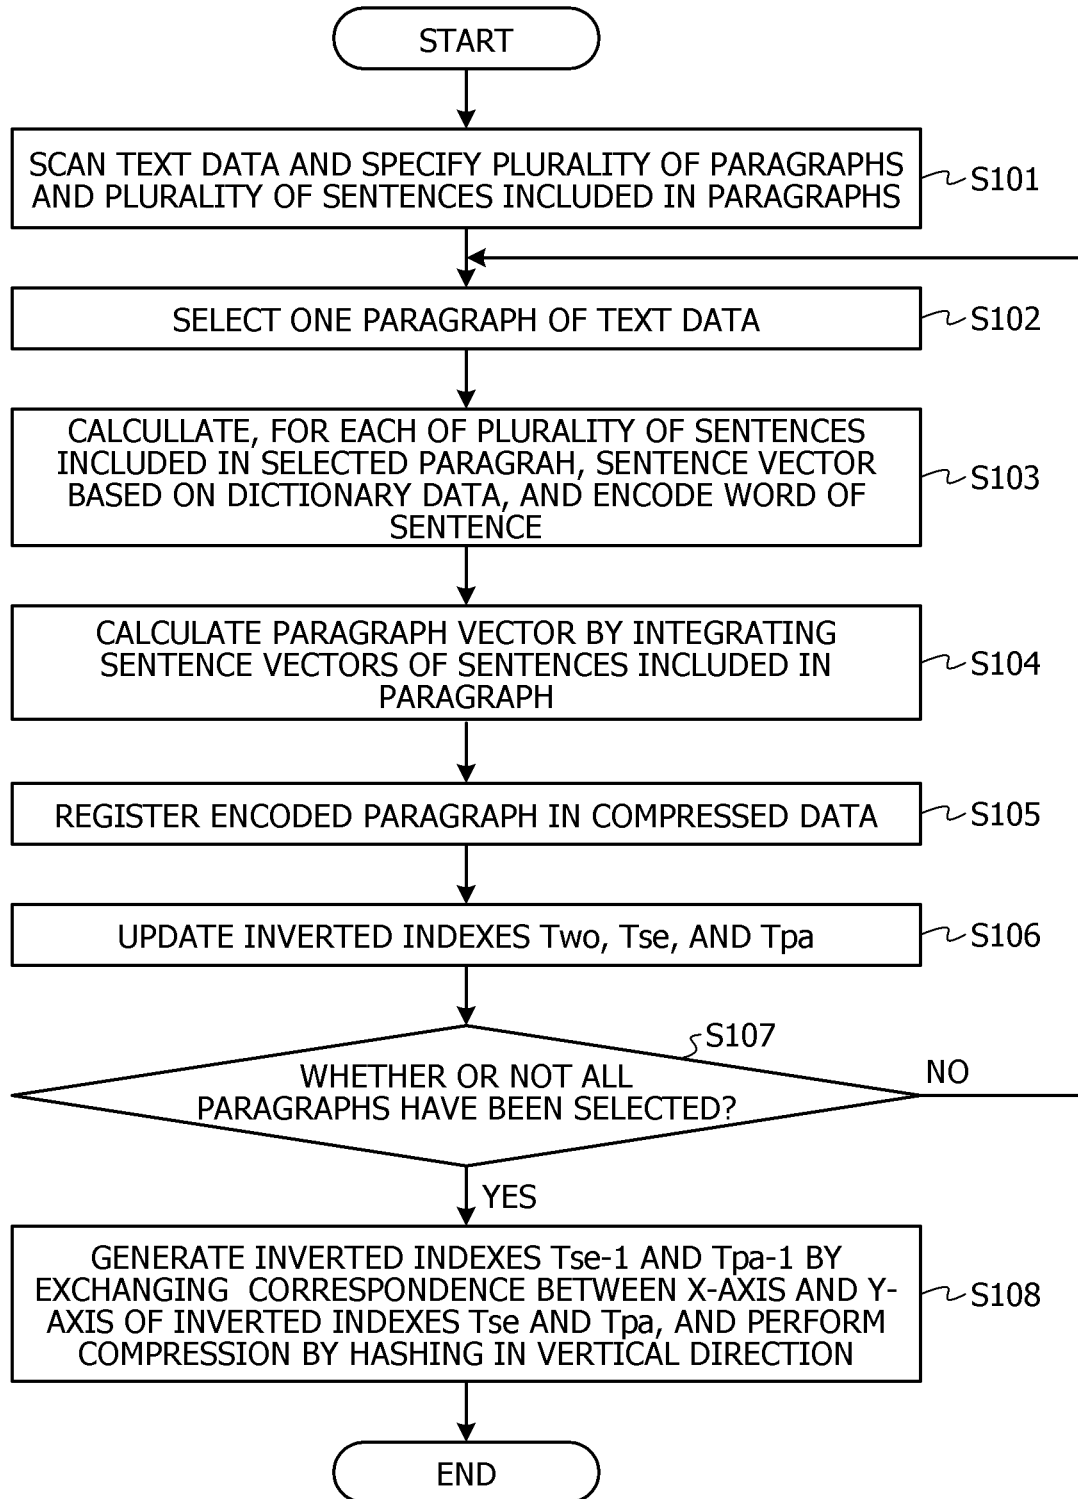 START
SCAN TEXT DATA AND SPECIFY PLURALITY OF PARAGRAPHS
AND PLURALITY OF SENTENCES INCLUDED IN PARAGRAPHS
S101
SELECT ONE PARAGRAPH OF TEXT DATA
S102
CALCULLATE, FOR EACH OF PLURALITY OF SENTENCES
INCLUDED IN SELECTED PARAGRAH, SENTENCE VECTOR
BASED ON DICTIONARY DATA, AND ENCODE WORD OF
SENTENCE
S103
CALCULATE PARAGRAPH VECTOR BY INTEGRATING
SENTENCE VECTORS OF SENTENCES INCLUDED IN
PARAGRAPH
S104
REGISTER ENCODED PARAGRAPH IN COMPRESSED DATA
S105
UPDATE INVERTED INDEXES Two, Tse, AND Tpa
S106
S107
WHETHER OR NOT ALL
PARAGRAPHS HAVE BEEN SELECTED?
NO
YES
GENERATE INVERTED INDEXES Tse-1 AND Tpa-1 BY
EXCHANGING CORRESPONDENCE BETWEEN X-AXIS AND Y-
AXIS OF INVERTED INDEXES Tse AND Tpa, AND PERFORM
COMPRESSION BY HASHING IN VERTICAL DIRECTION
S108
END